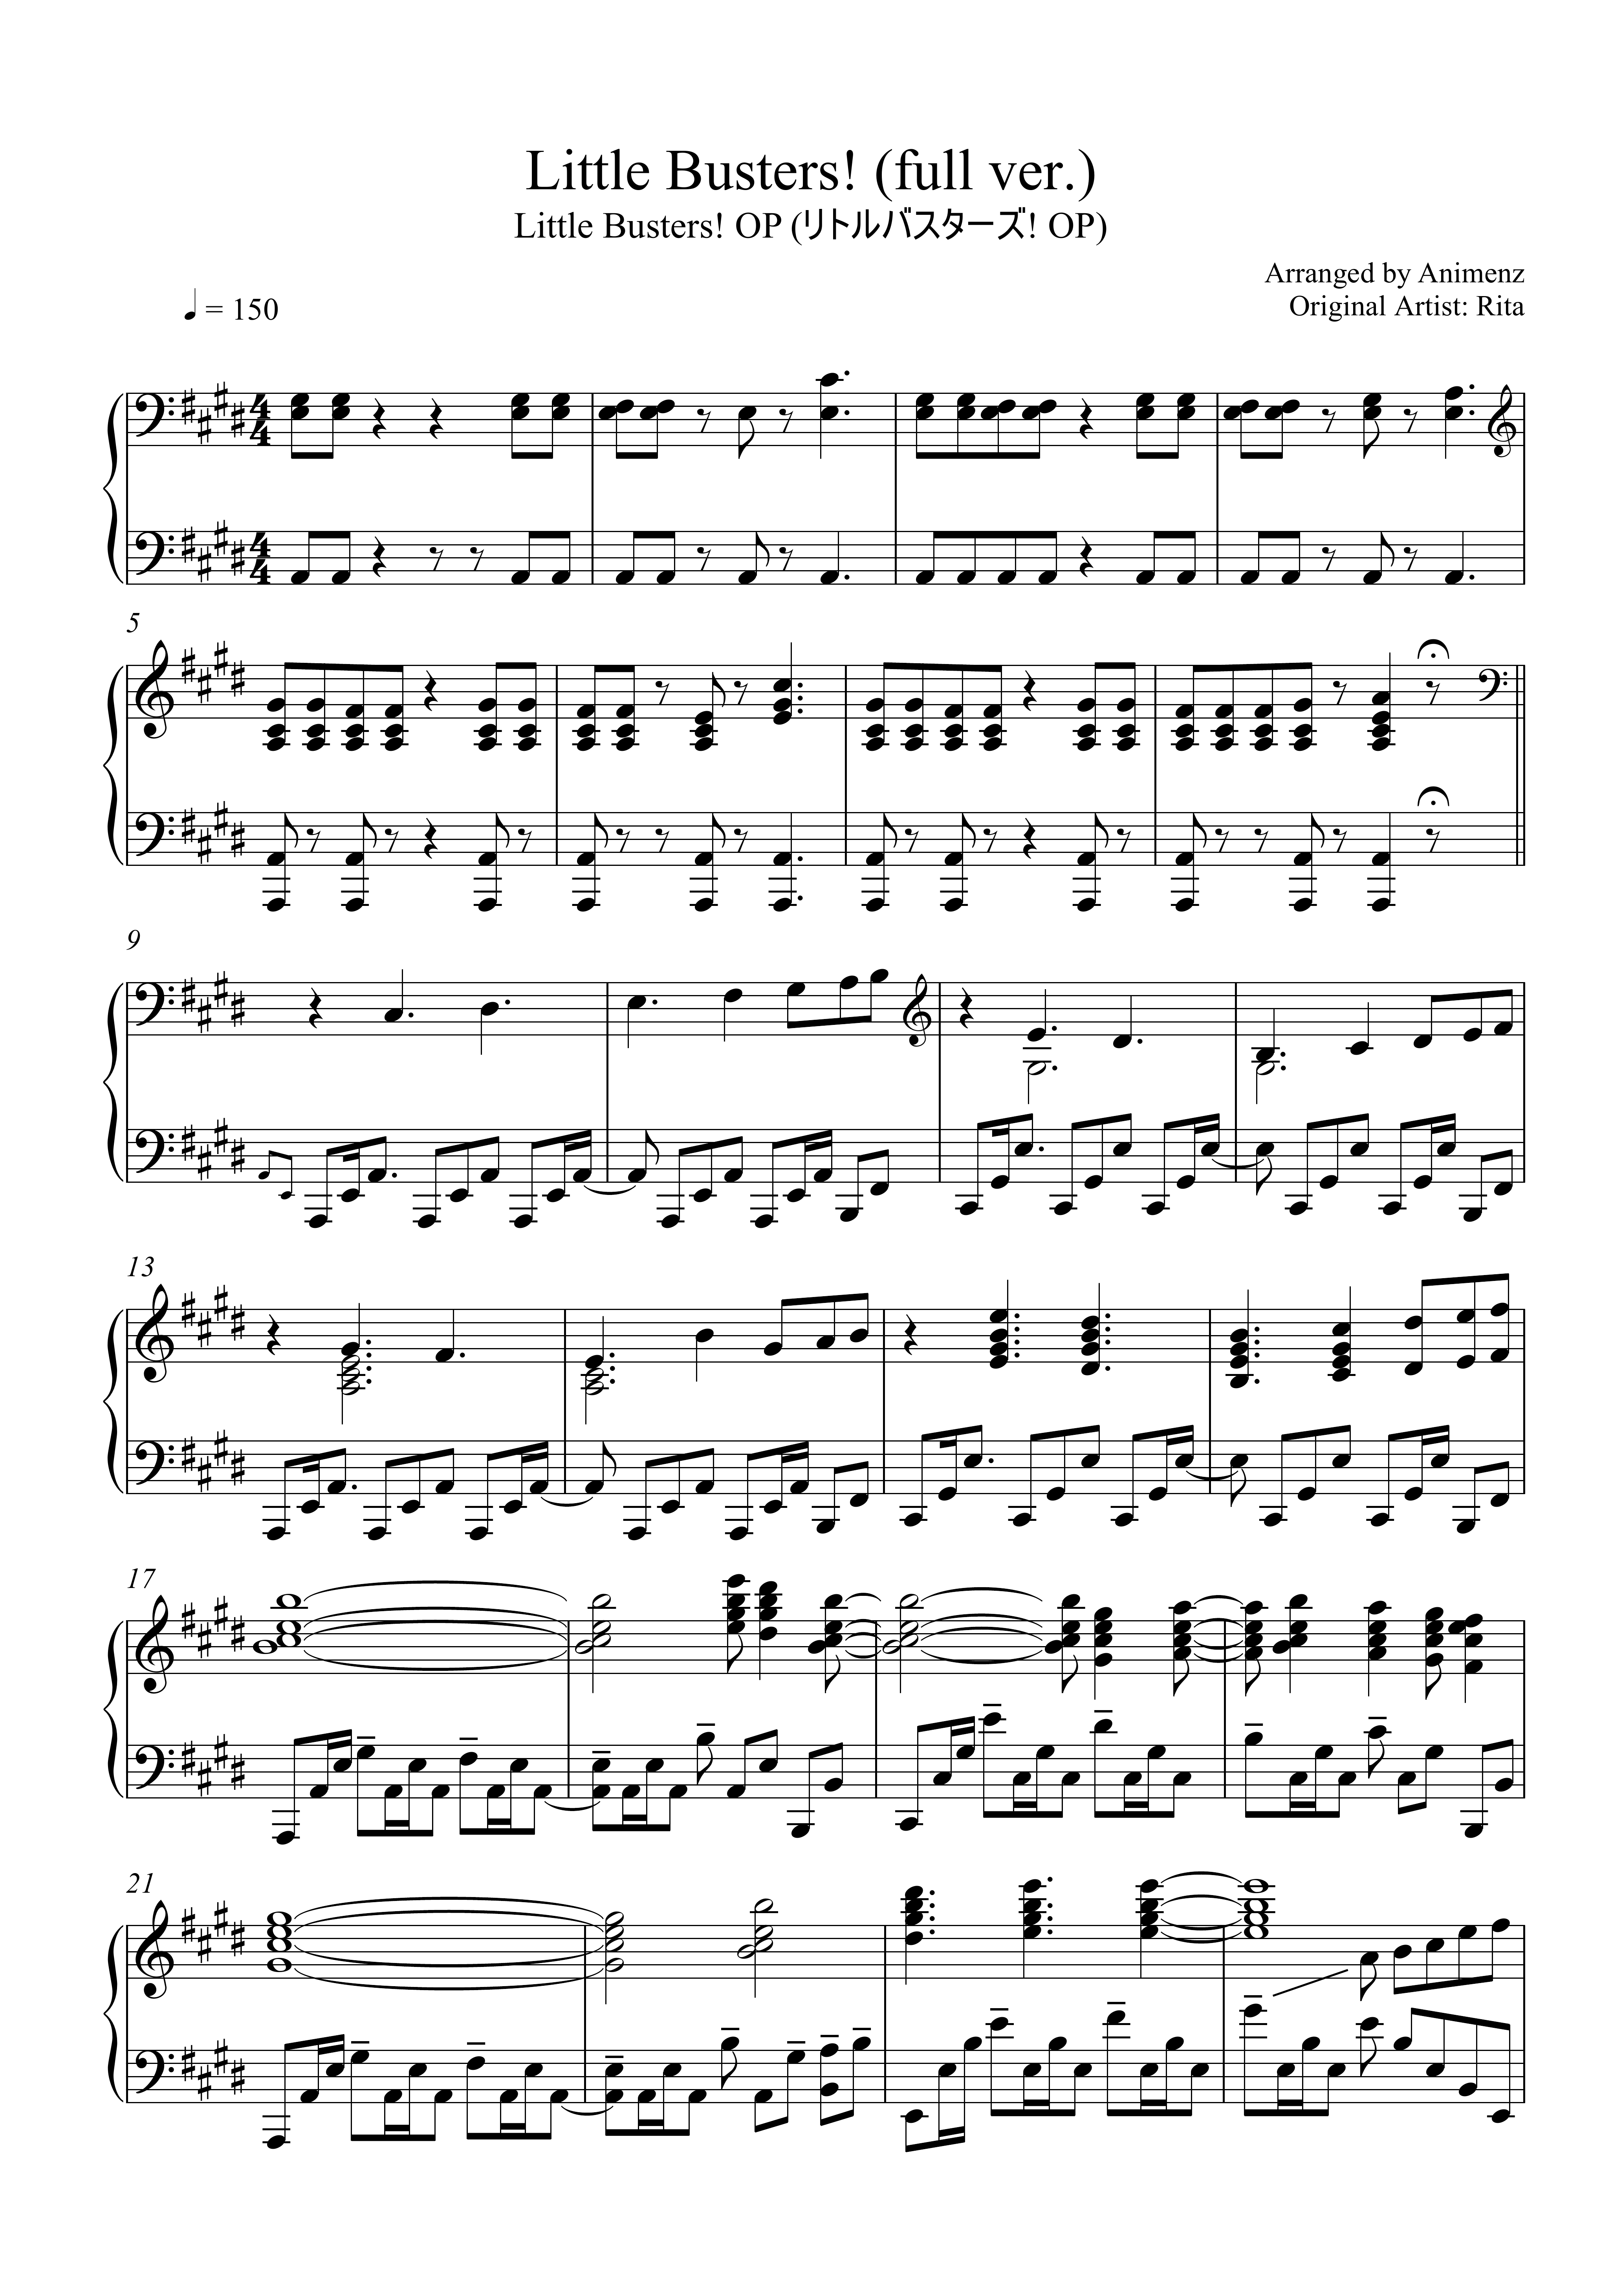 Little Busters! (full ver.)
Little Busters! OP (リトルバスターズ! OP)
Arranged by Animenz
Original Artist: Rita
= 150
5
9
13
17
21